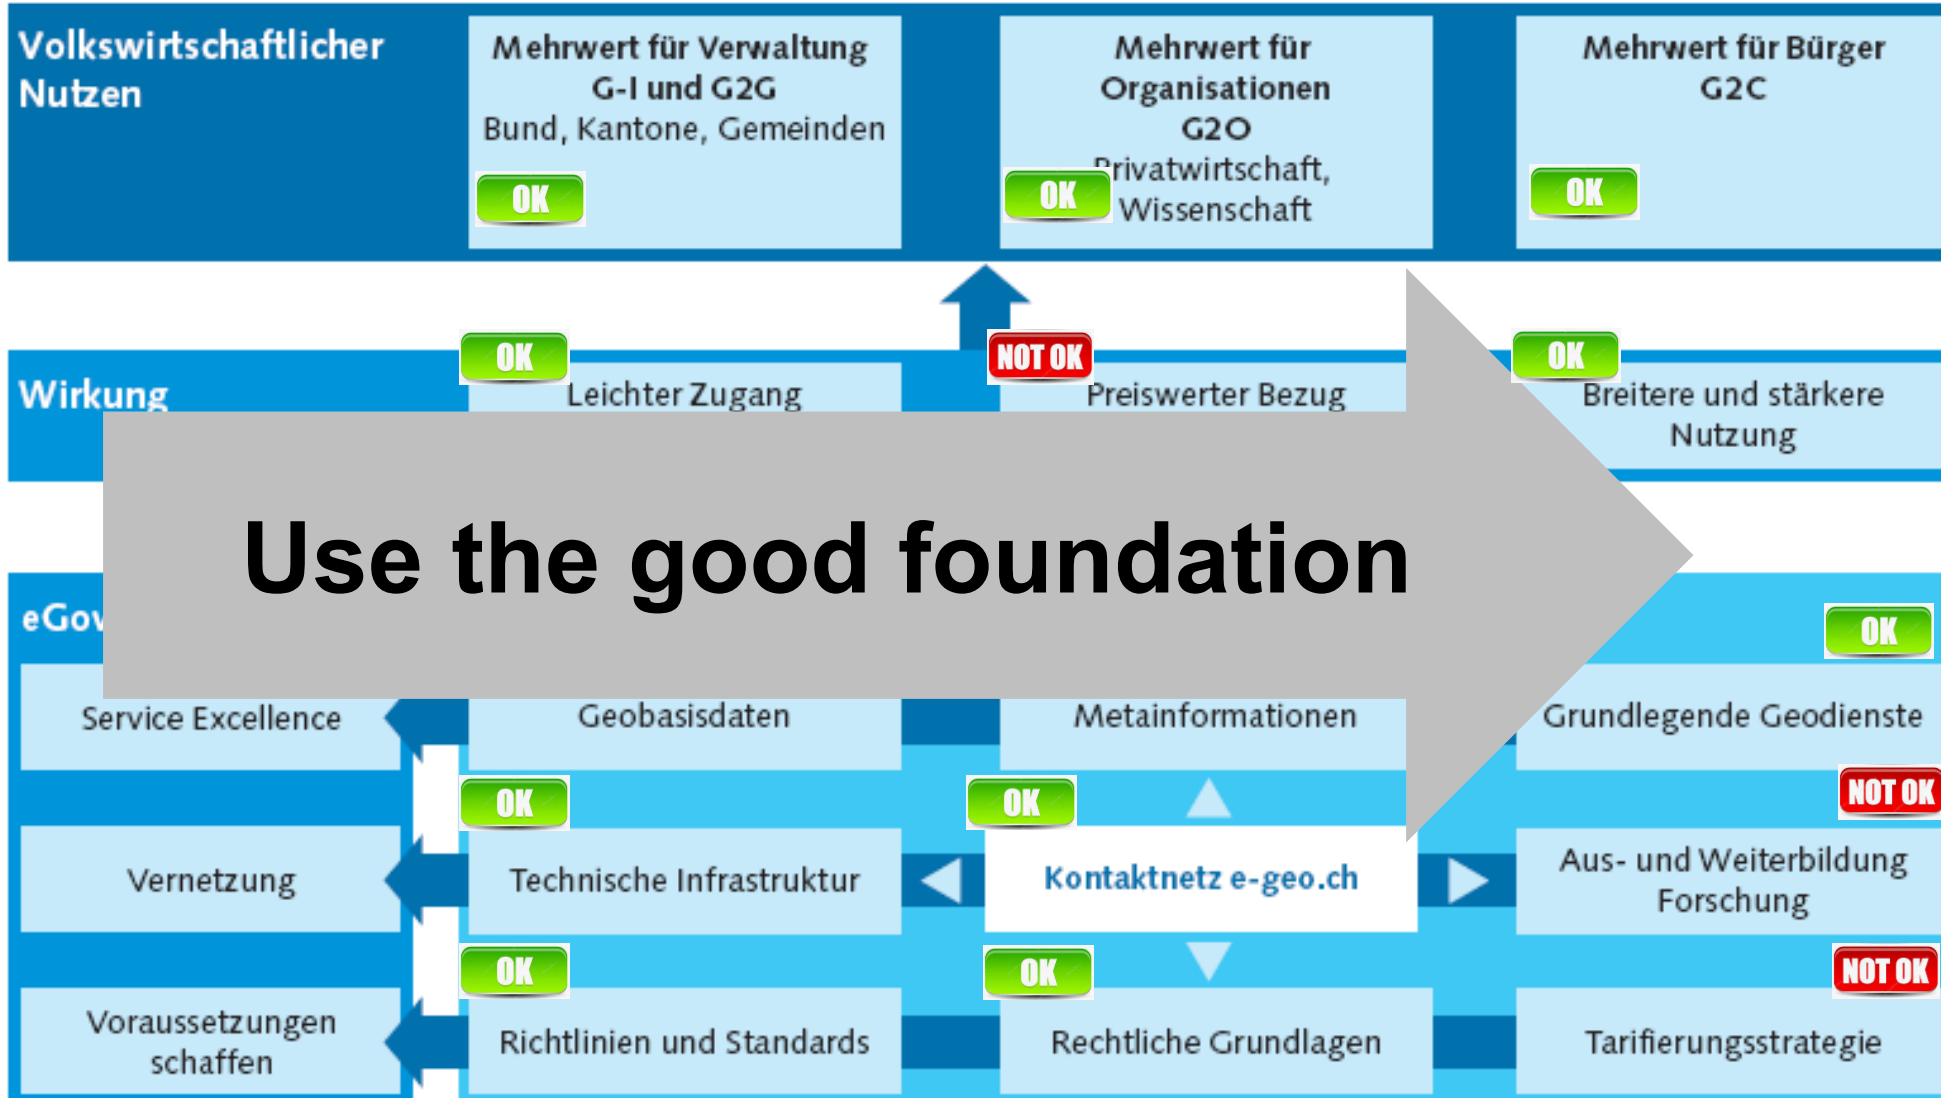 Volkswirtschaftlicher
Nutzen
Mehrwert für Verwaltung
G-I und G2G
Bund, Kantone, Gemeinden
OK
Mehrwert für
Organisationen
G2O
Privatwirtschaft,
Wissenschaft
OK
Mehrwert für Bürger
G2C
OK
Wirkung
OK
Leichter Zugang
NOT OK
Preiswerter Bezug
OK
Breitere und stärkere
Nutzung
Use the good foundation
OK
Service Excellence
Geobasisdaten
Metainformationen
Grundlegende Geodienste
OK
OK
NOT OK
Vernetzung
Technische Infrastruktur
Kontaktnetz e-geo.ch
Aus- und Weiterbildung
Forschung
OK
OK
NOT OK
Voraussetzungen
schaffen
Richtlinien und Standards
Rechtliche Grundlagen
Tarifierungsstrategie